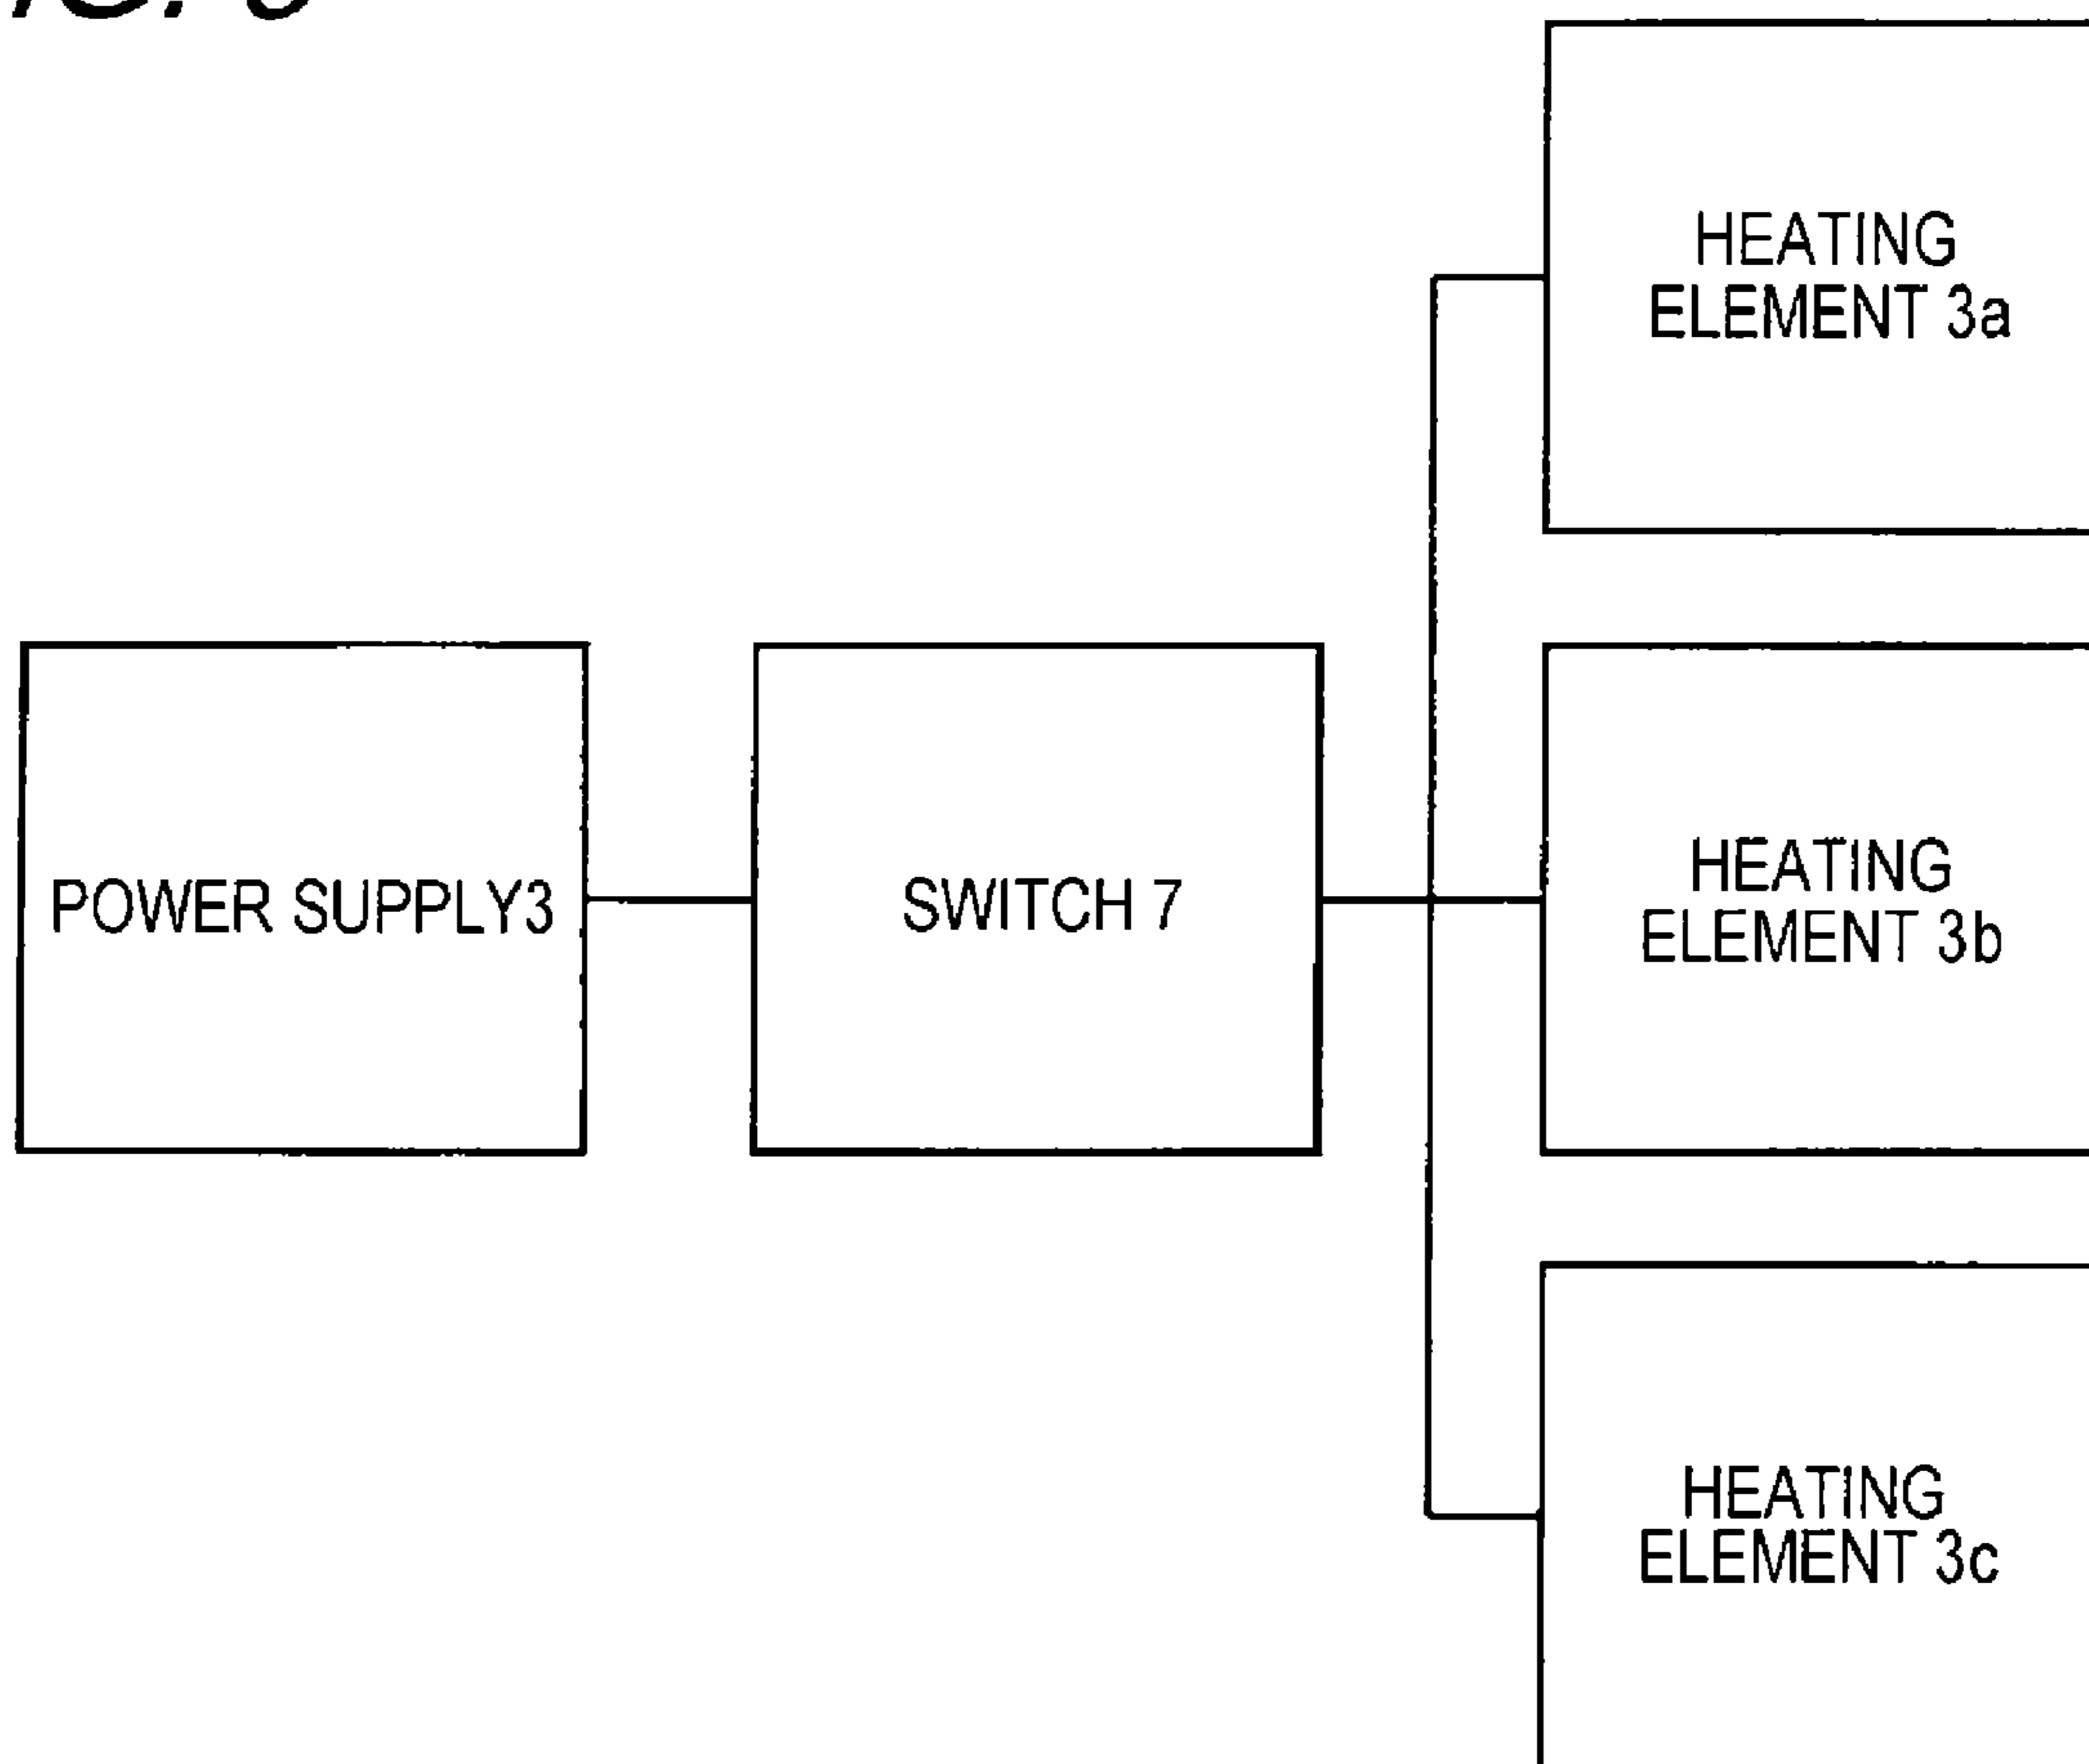 HEATING
ELEMENT 3a
POWER SUPPLY3
SWITCH 7
HEATING
ELEMENT 3b
HEATING
ELEMENT 3c